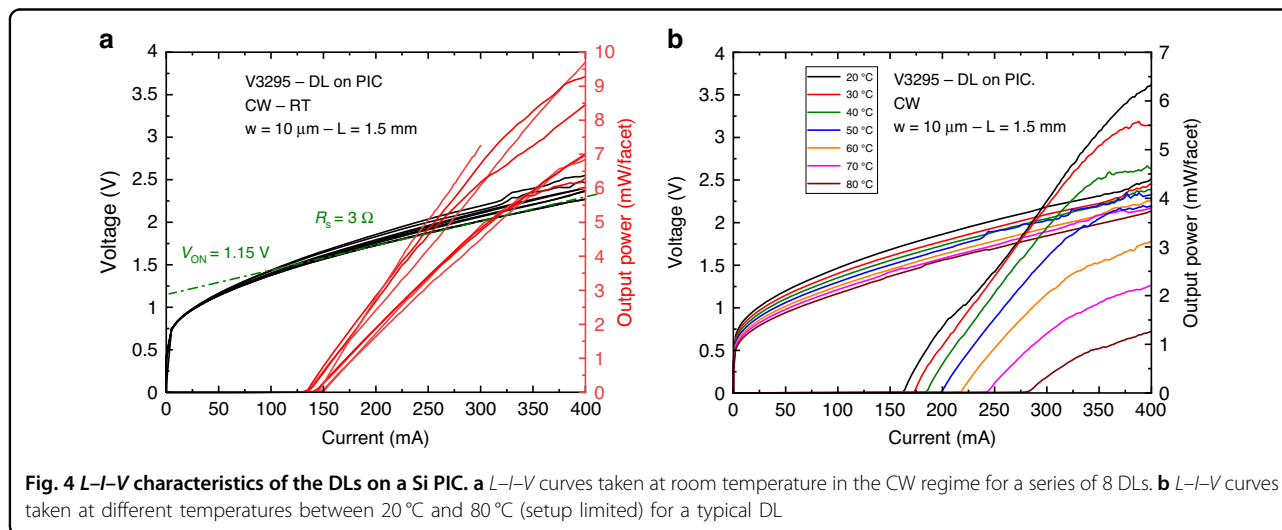 a
V3295 – DL on PIC
CW – RT
w = 10 μm – L = 1.5 mm
Rs = 3 Ω
VON = 1.15 V
Voltage (V)
4
3.5
3
2.5
2
1.5
1
0.5
0
0 50 100 150 200 250 300 350 400
Current (mA)
10
9
8
7
6
5
4
3
2
1
0
Output power (mW/facet)
b
V3295 – DL on PIC.
CW
w = 10 μm – L = 1.5 mm
20 °C
30 °C
40 °C
50 °C
60 °C
70 °C
80 °C
Voltage (V)
4
3.5
3
2.5
2
1.5
1
0.5
0
0 50 100 150 200 250 300 350 400
Current (mA)
7
6
5
4
3
2
1
0
Output power (mW/facet)
Fig. 4 L–I–V characteristics of the DLs on a Si PIC. a L–I–V curves taken at room temperature in the CW regime for a series of 8 DLs. b L–I–V curves
taken at different temperatures between 20 °C and 80 °C (setup limited) for a typical DL